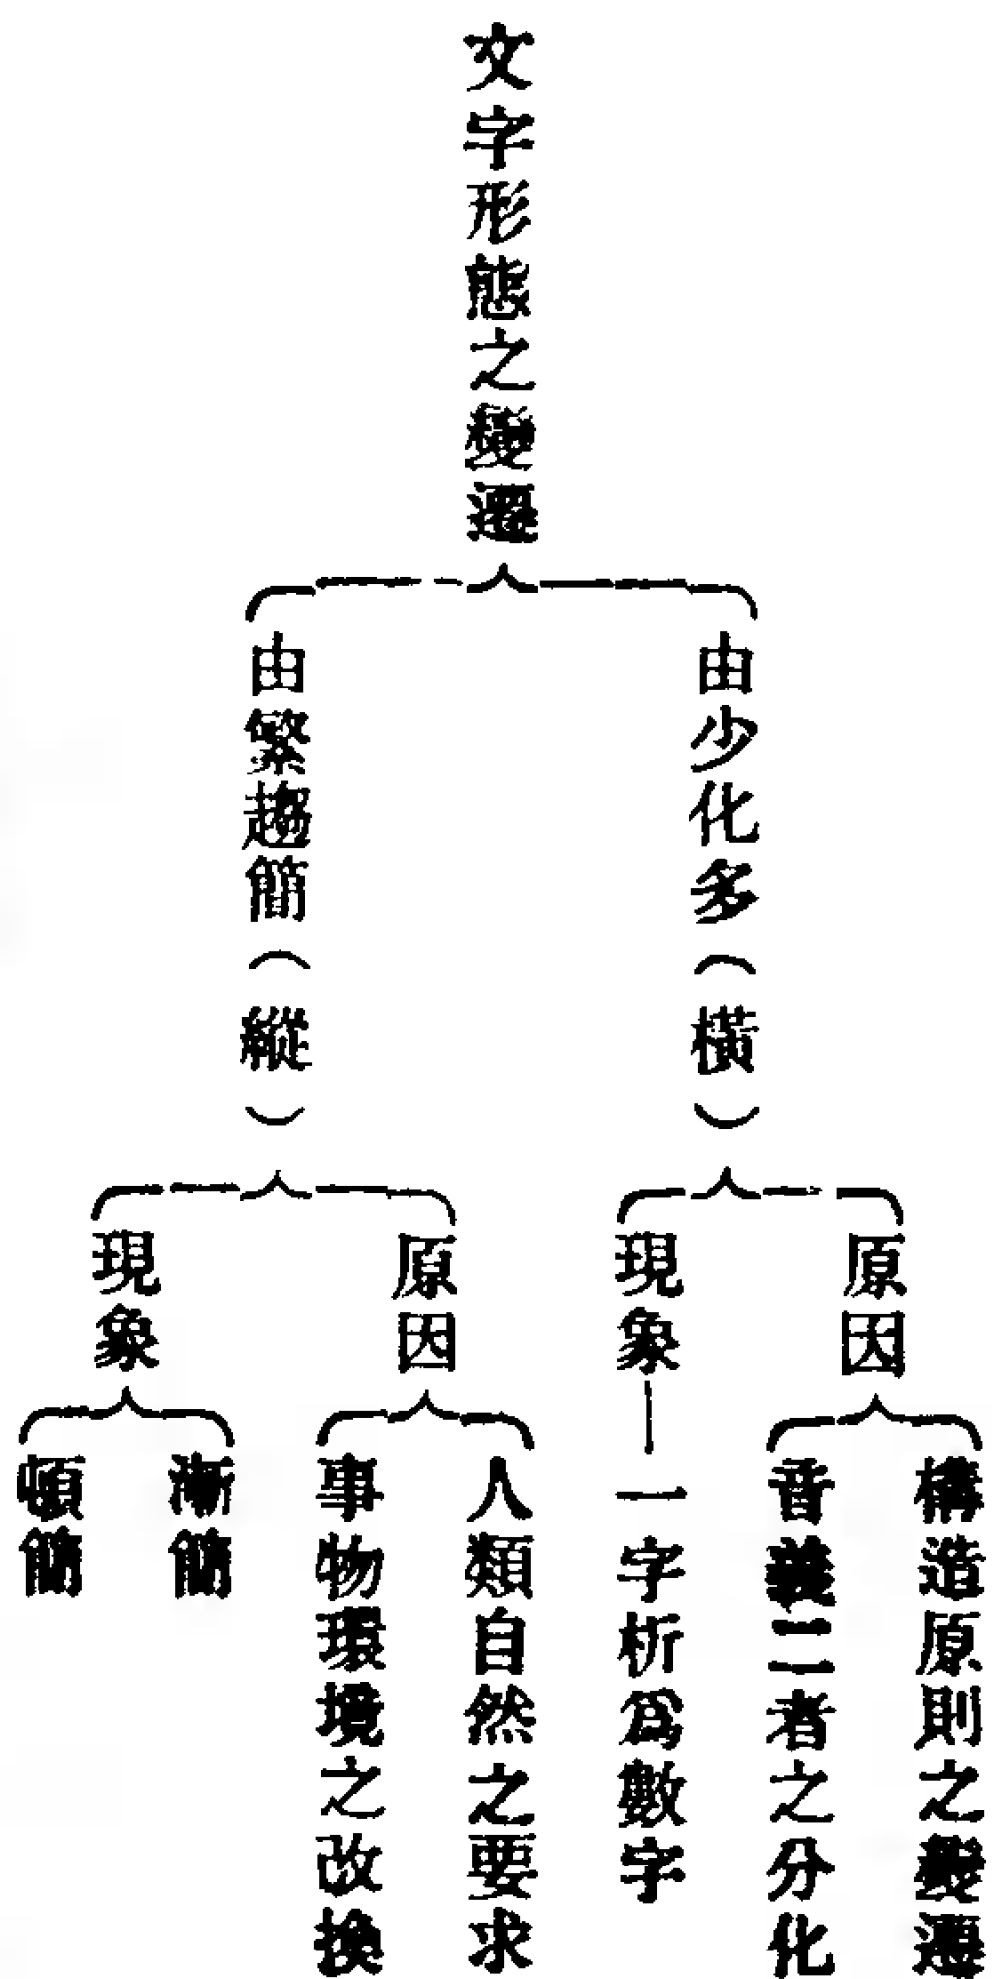 文字形態之變遷
由少化多（橫）
原因
構造原則之變遷
音義二者之分化
現象
一字析爲數字
由繁趨簡（縱）
原因
人類自然之要求
事物環境之改換
現象
漸簡
頓簡